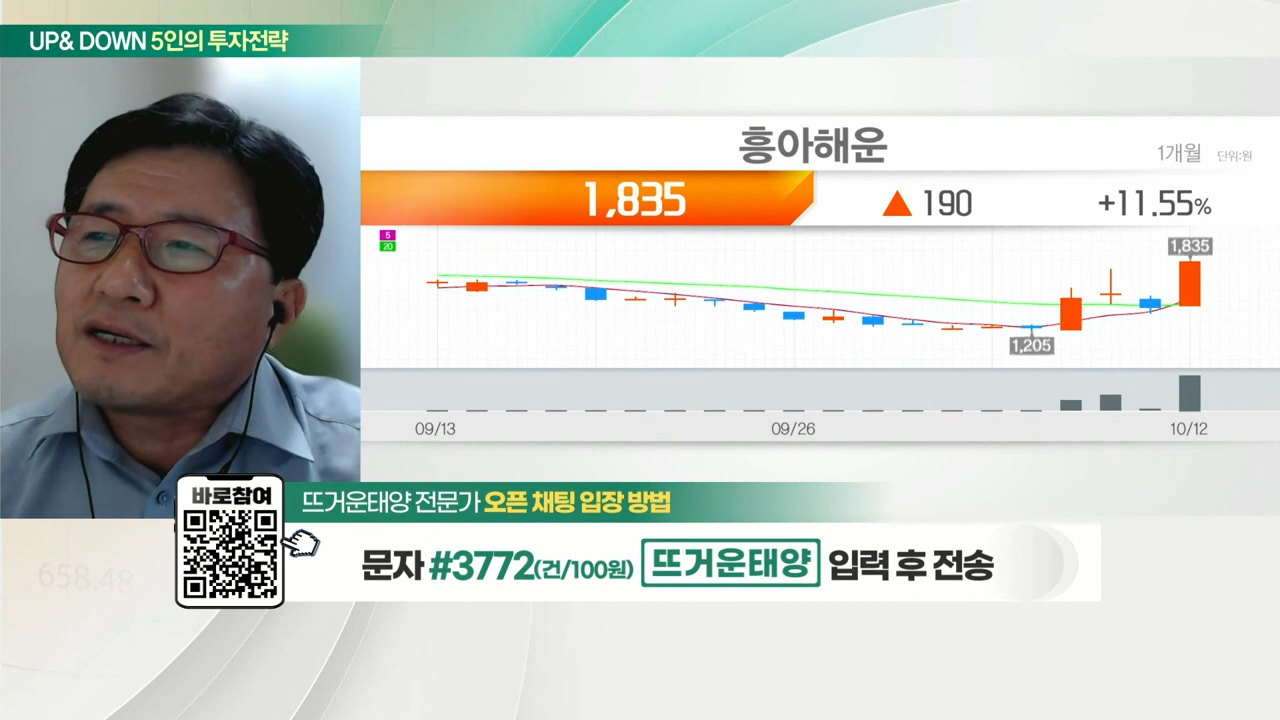 UP& DOWN 5인의 투자전략
흥아해운
1개월 단위:원
1,835 ▲ 190 +11.55%
5
20
1,835
1,205
09/13 09/26 10/12
바로참여
뜨거운태양 전문가 오픈 채팅 입장 방법
문자 #3772(건/100원) 뜨거운태양 입력 후 전송
658.48